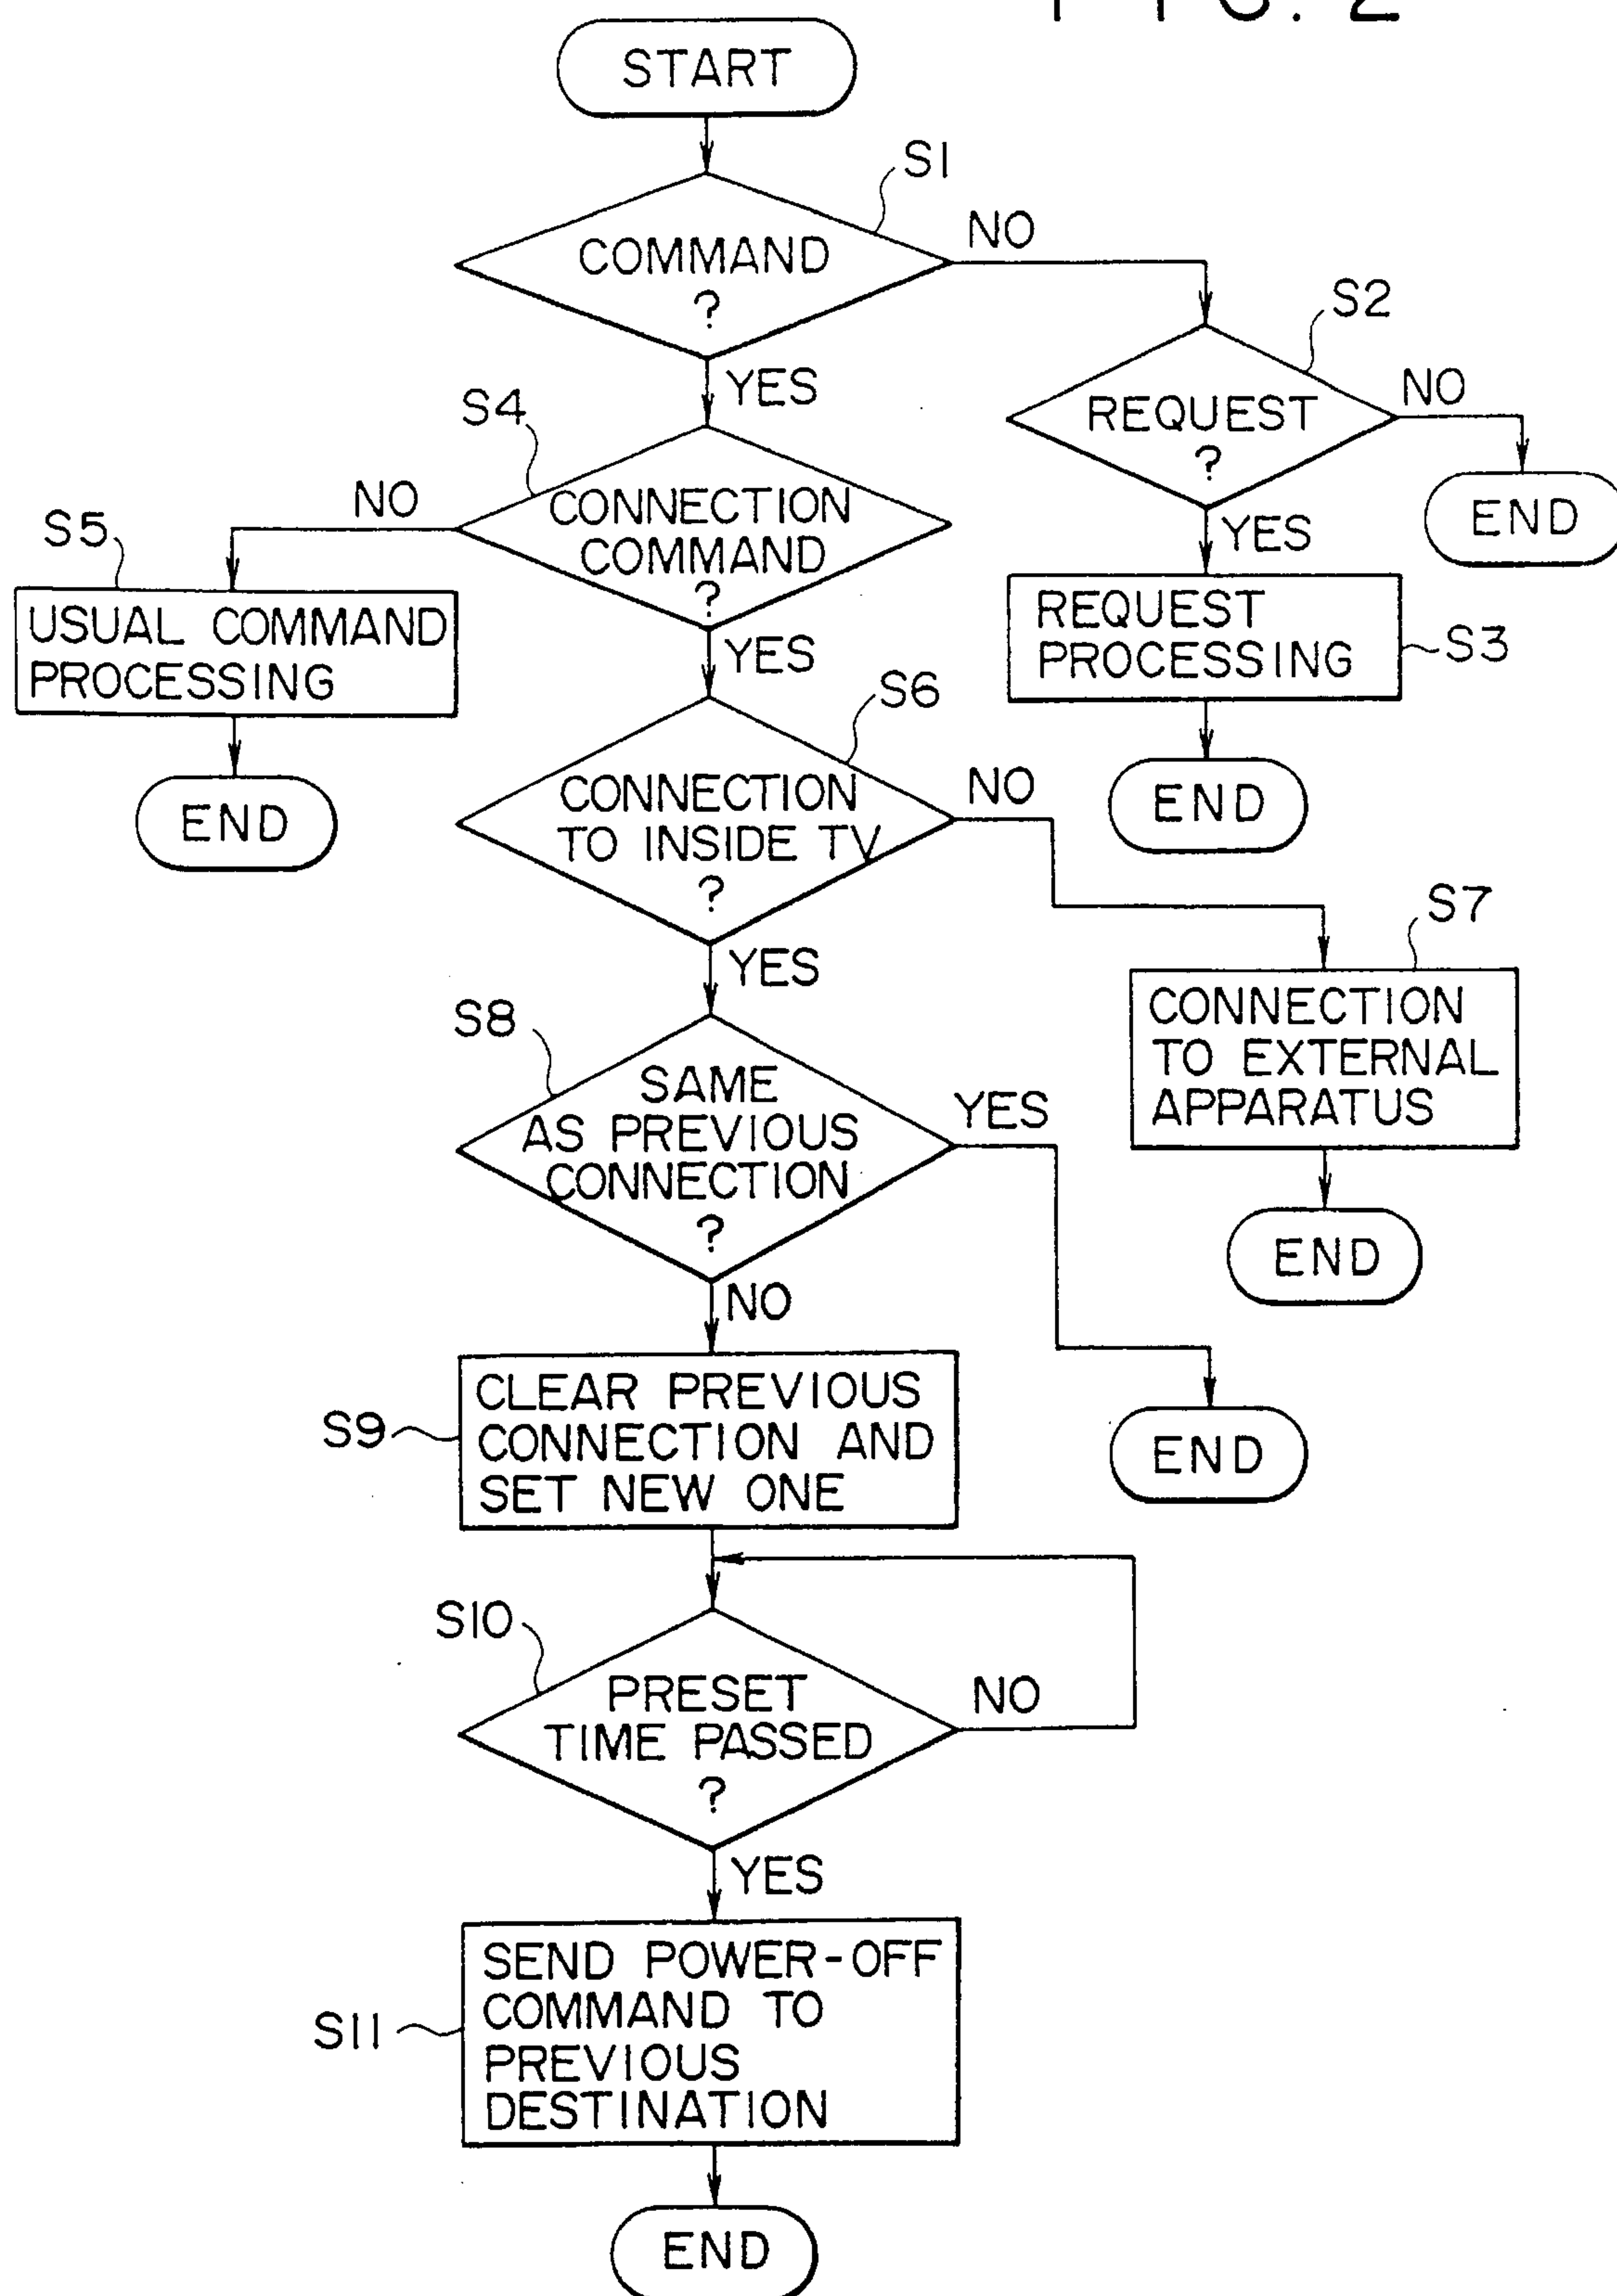 FIG. 2
START
S1
COMMAND
?
NO
YES
S2
REQUEST
?
NO
END
YES
REQUEST
PROCESSING
S3
END
S4
CONNECTION
COMMAND
?
NO
S5
USUAL COMMAND
PROCESSING
END
YES
S6
CONNECTION
TO INSIDE TV
?
NO
S7
CONNECTION
TO EXTERNAL
APPARATUS
END
YES
S8
SAME
AS PREVIOUS
CONNECTION
?
YES
END
NO
S9
CLEAR PREVIOUS
CONNECTION AND
SET NEW ONE
S10
PRESET
TIME PASSED
?
NO
YES
S11
SEND POWER-OFF
COMMAND TO
PREVIOUS
DESTINATION
END